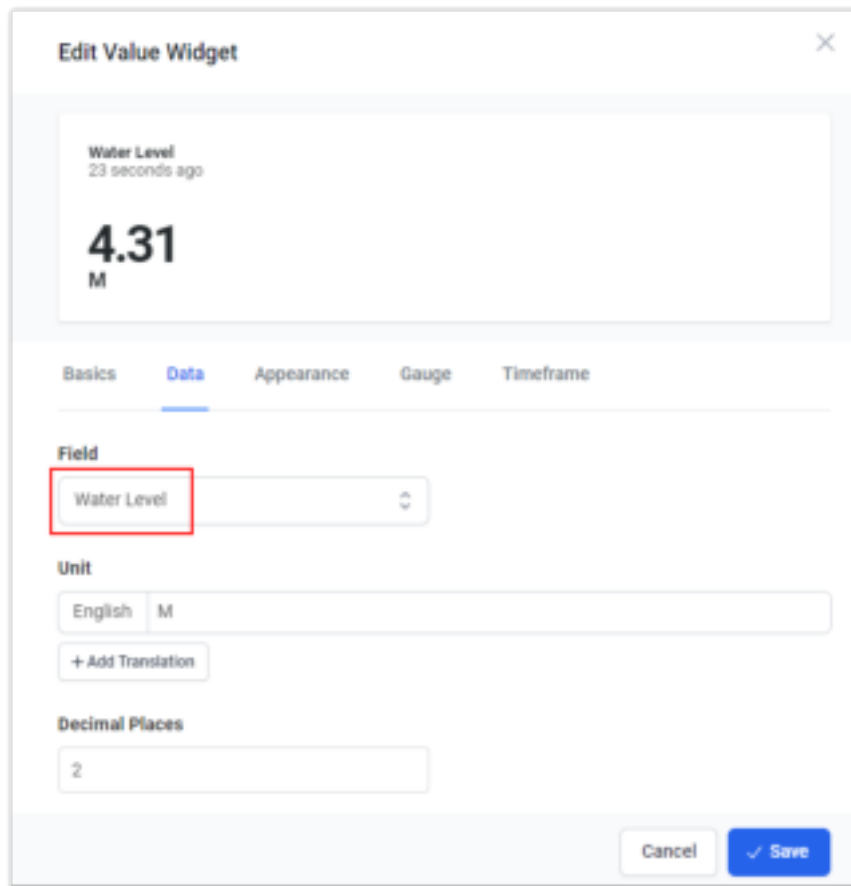 Edit Value Widget
Water Level
23 seconds ago
4.31
M
Basics Data Appearance Gauge Timeframe
Field
Water Level
Unit
English M
+ Add Translation
Decimal Places
2
Cancel Save